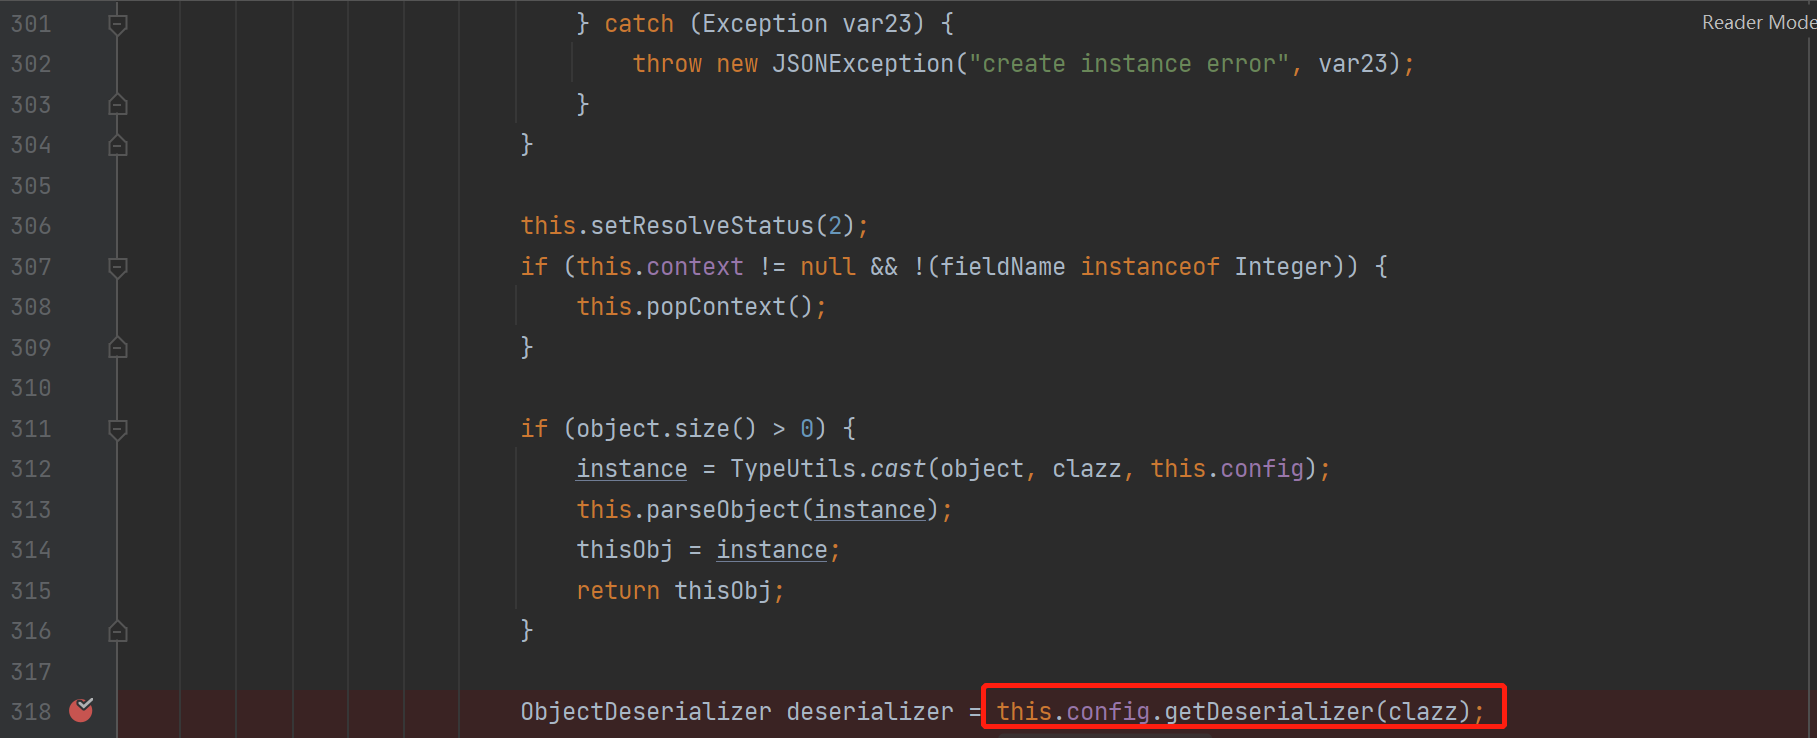 301 } catch (Exception var23) {
Reader Mode
302 throw new JSONException("create instance error", var23);
303 }
304 }
305
306 this.setResolveStatus(2);
307 if (this.context != null && !(fieldName instanceof Integer)) {
308 this.popContext();
309 }
310
311 if (object.size() > 0) {
312 instance = TypeUtils.cast(object, clazz, this.config);
313 this.parseObject(instance);
314 thisObj = instance;
315 return thisObj;
316 }
317
318 ObjectDeserializer deserializer = this.config.getDeserializer(clazz);